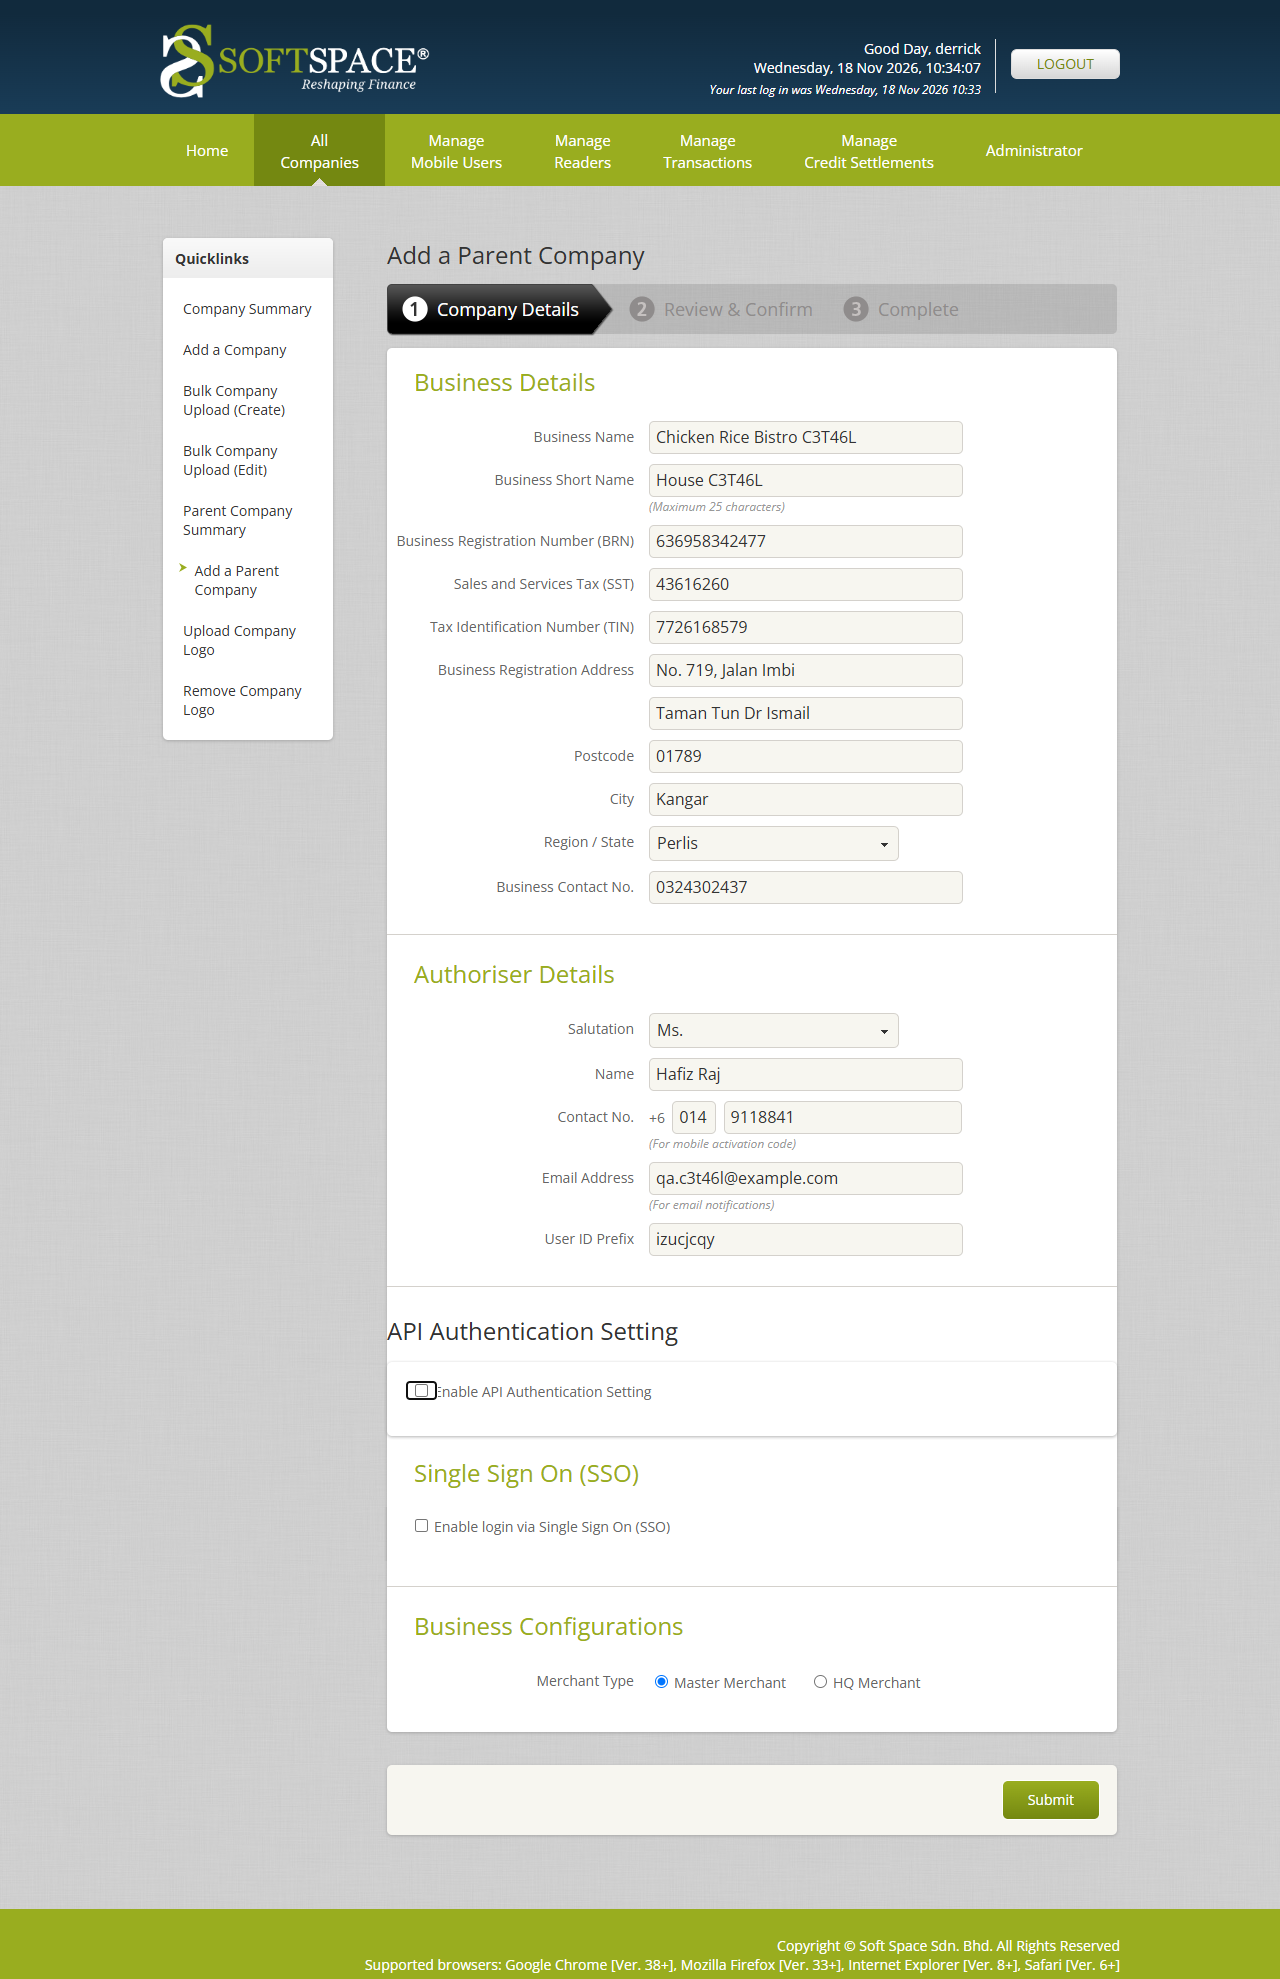 SOFTSPACE®
Reshaping Finance
Good Day, derrick
Wednesday, 18 Nov 2026, 10:34:07
Your last log in was Wednesday, 18 Nov 2026 10:33
LOGOUT
Home
All
Companies
Manage
Mobile Users
Manage
Readers
Manage
Transactions
Manage
Credit Settlements
Administrator
Quicklinks
Company Summary
Add a Company
Bulk Company
Upload (Create)
Bulk Company
Upload (Edit)
Parent Company
Summary
Add a Parent
Company
Upload Company
Logo
Remove Company
Logo
Add a Parent Company
1 Company Details
2 Review & Confirm
3 Complete
Business Details
Business Name Chicken Rice Bistro C3T46L
Business Short Name House C3T46L
(Maximum 25 characters)
Business Registration Number (BRN) 636958342477
Sales and Services Tax (SST) 43616260
Tax Identification Number (TIN) 7726168579
Business Registration Address No. 719, Jalan Imbi
Taman Tun Dr Ismail
Postcode 01789
City Kangar
Region / State Perlis
Business Contact No. 0324302437
Authoriser Details
Salutation Ms.
Name Hafiz Raj
Contact No. +6 014 9118841
(For mobile activation code)
Email Address qa.c3t46l@example.com
(For email notifications)
User ID Prefix izucjcqy
API Authentication Setting
Enable API Authentication Setting
Single Sign On (SSO)
Enable login via Single Sign On (SSO)
Business Configurations
Merchant Type Master Merchant HQ Merchant
Submit
Copyright © Soft Space Sdn. Bhd. All Rights Reserved
Supported browsers: Google Chrome [Ver. 38+], Mozilla Firefox [Ver. 33+], Internet Explorer [Ver. 8+], Safari [Ver. 6+]